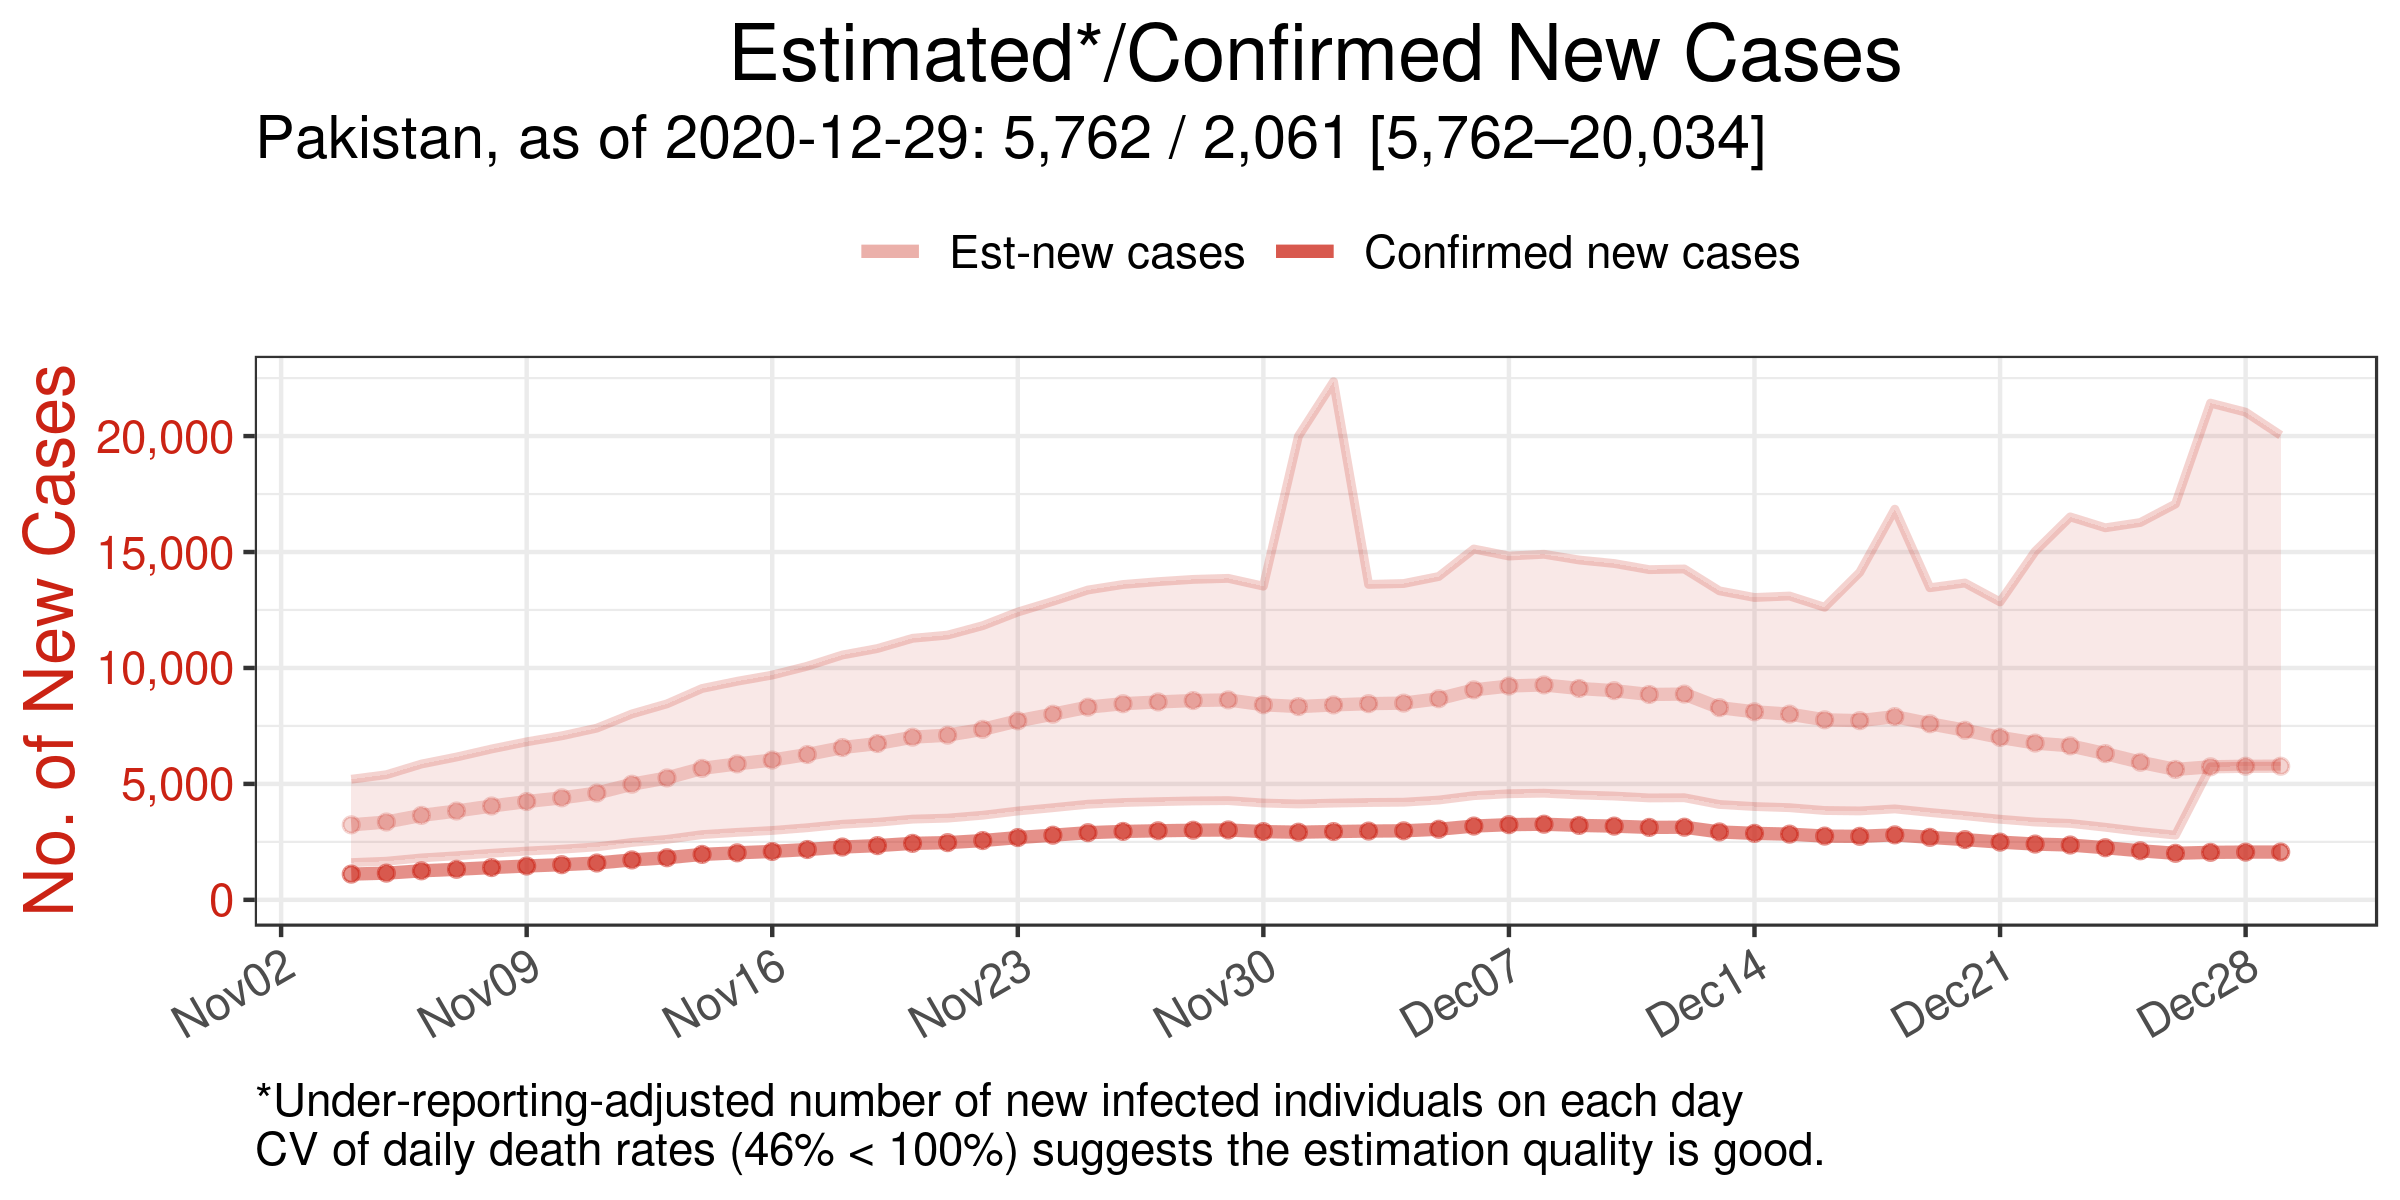 Estimated*/Confirmed New Cases
Pakistan, as of 2020-12-29: 5,762 / 2,061 [5,762–20,034]
Est-new cases
Confirmed new cases
No. of New Cases
20,000
15,000
10,000
5,000
0
Nov02
Nov09
Nov16
Nov23
Nov30
Dec07
Dec14
Dec21
Dec28
*Under-reporting-adjusted number of new infected individuals on each day
CV of daily death rates (46% < 100%) suggests the estimation quality is good.